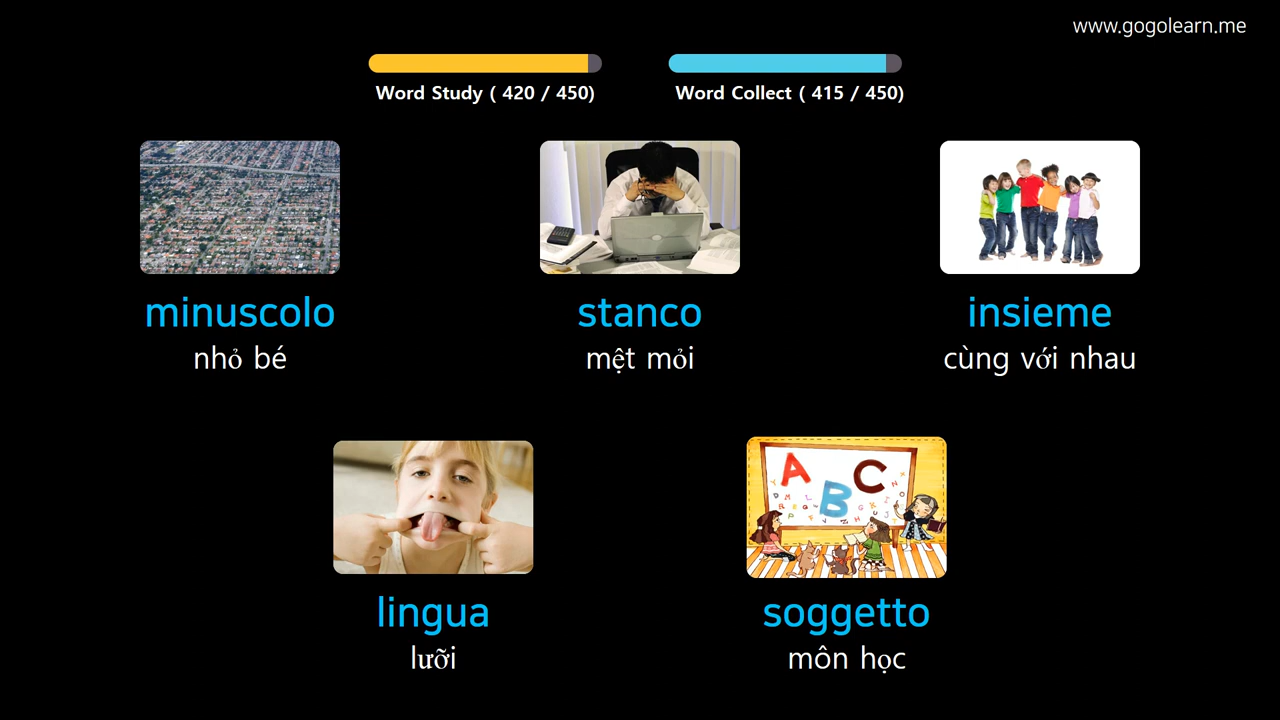 www.gogolearn.me
Word Study ( 420 / 450)
Word Collect ( 415 / 450)
minuscolo
nhỏ bé
stanco
mệt mỏi
insieme
cùng với nhau
A B C
lingua
lưỡi
soggetto
môn học